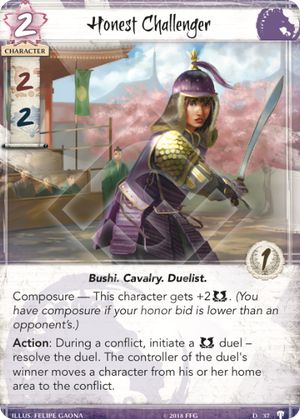 2
Honest Challenger
CHARACTER
2
2
1
Bushi. Cavalry. Duelist.
Composure — This character gets +2. (You
have composure if your honor bid is lower than an
opponent's.)
Action: During a conflict, initiate a duel –
resolve the duel. The controller of the duel's
winner moves a character from his or her home
area to the conflict.
ILLUS. FELIPE GAONA
© 2018 FFG
D 37